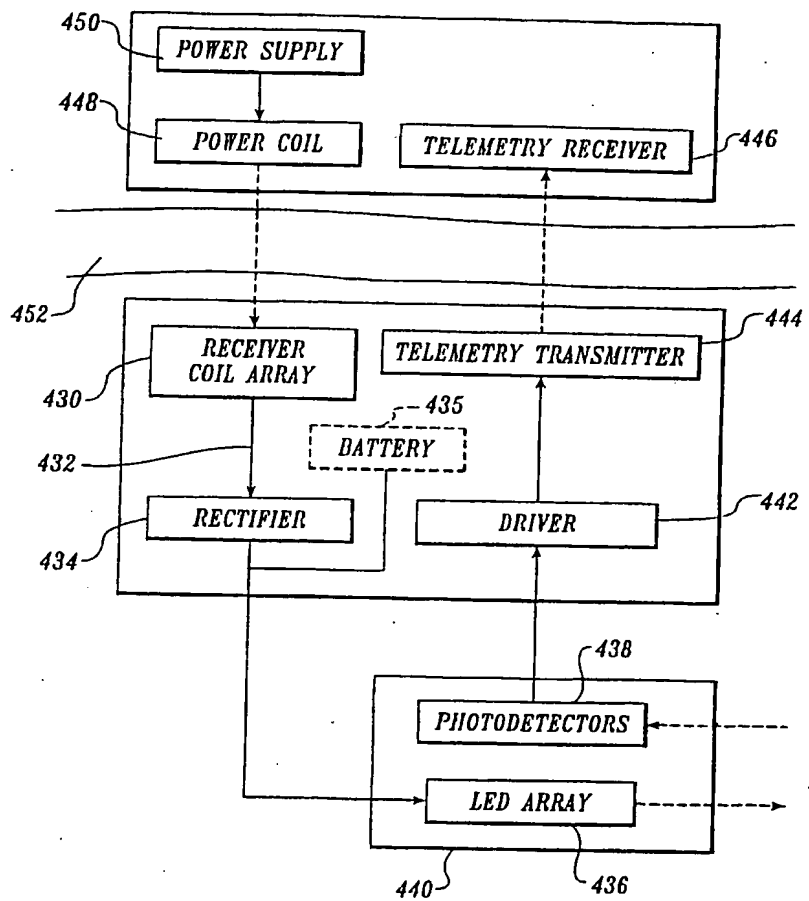 450
POWER SUPPLY
448
POWER COIL
TELEMETRY RECEIVER
446
452
444
RECEIVER
COIL ARRAY
TELEMETRY TRANSMITTER
430
435
BATTERY
432
RECTIFIER
DRIVER
442
434
438
PHOTODETECTORS
LED ARRAY
440
436